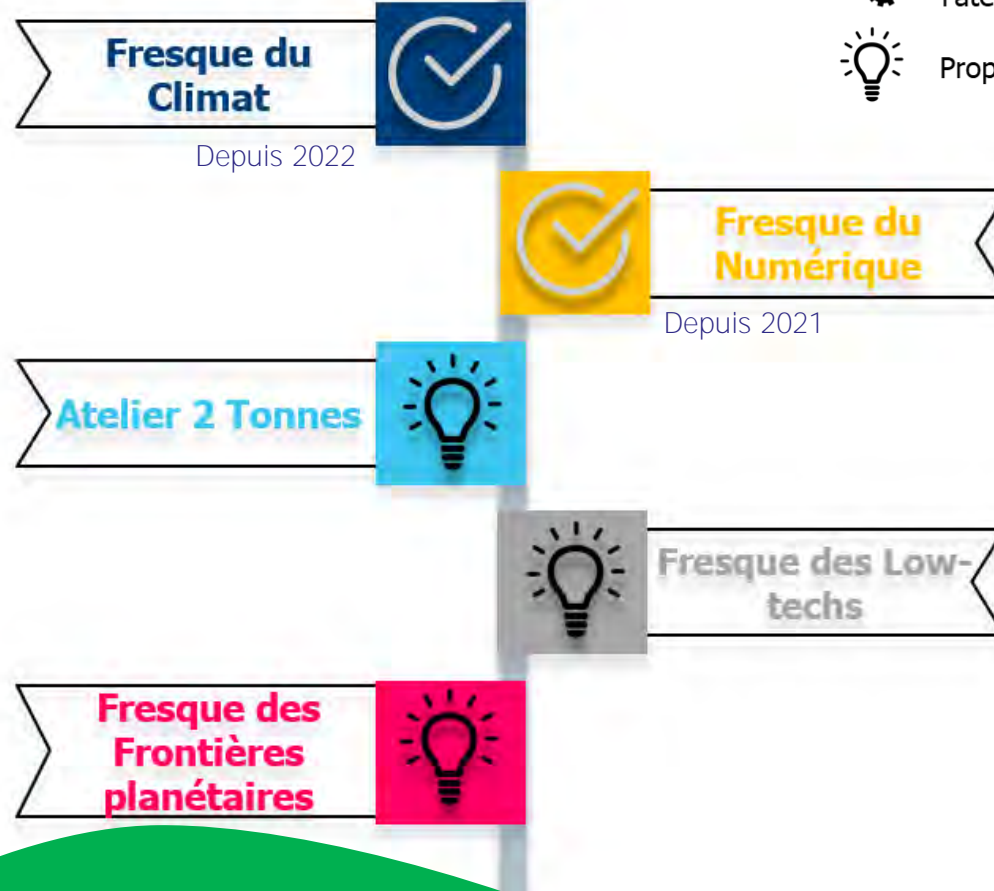 Fresque du
Climat
Depuis 2022
Fresque du
Numérique
Depuis 2021
Atelier 2 Tonnes
Fresque des Low-
techs
Fresque des
Frontières
planétaires